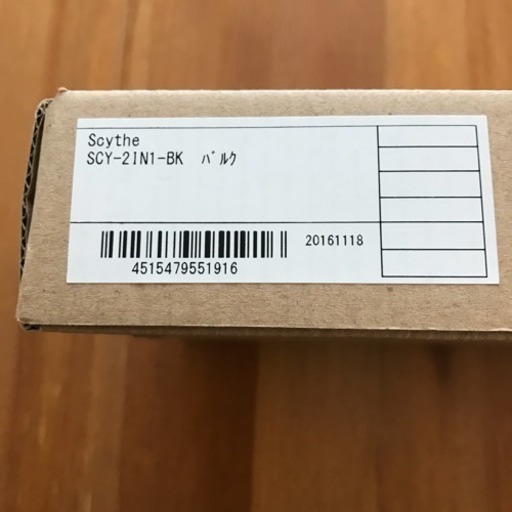 Scythe
SCY-2IN1-BK ﾊﾞﾙｸ
20161118
4515479551916